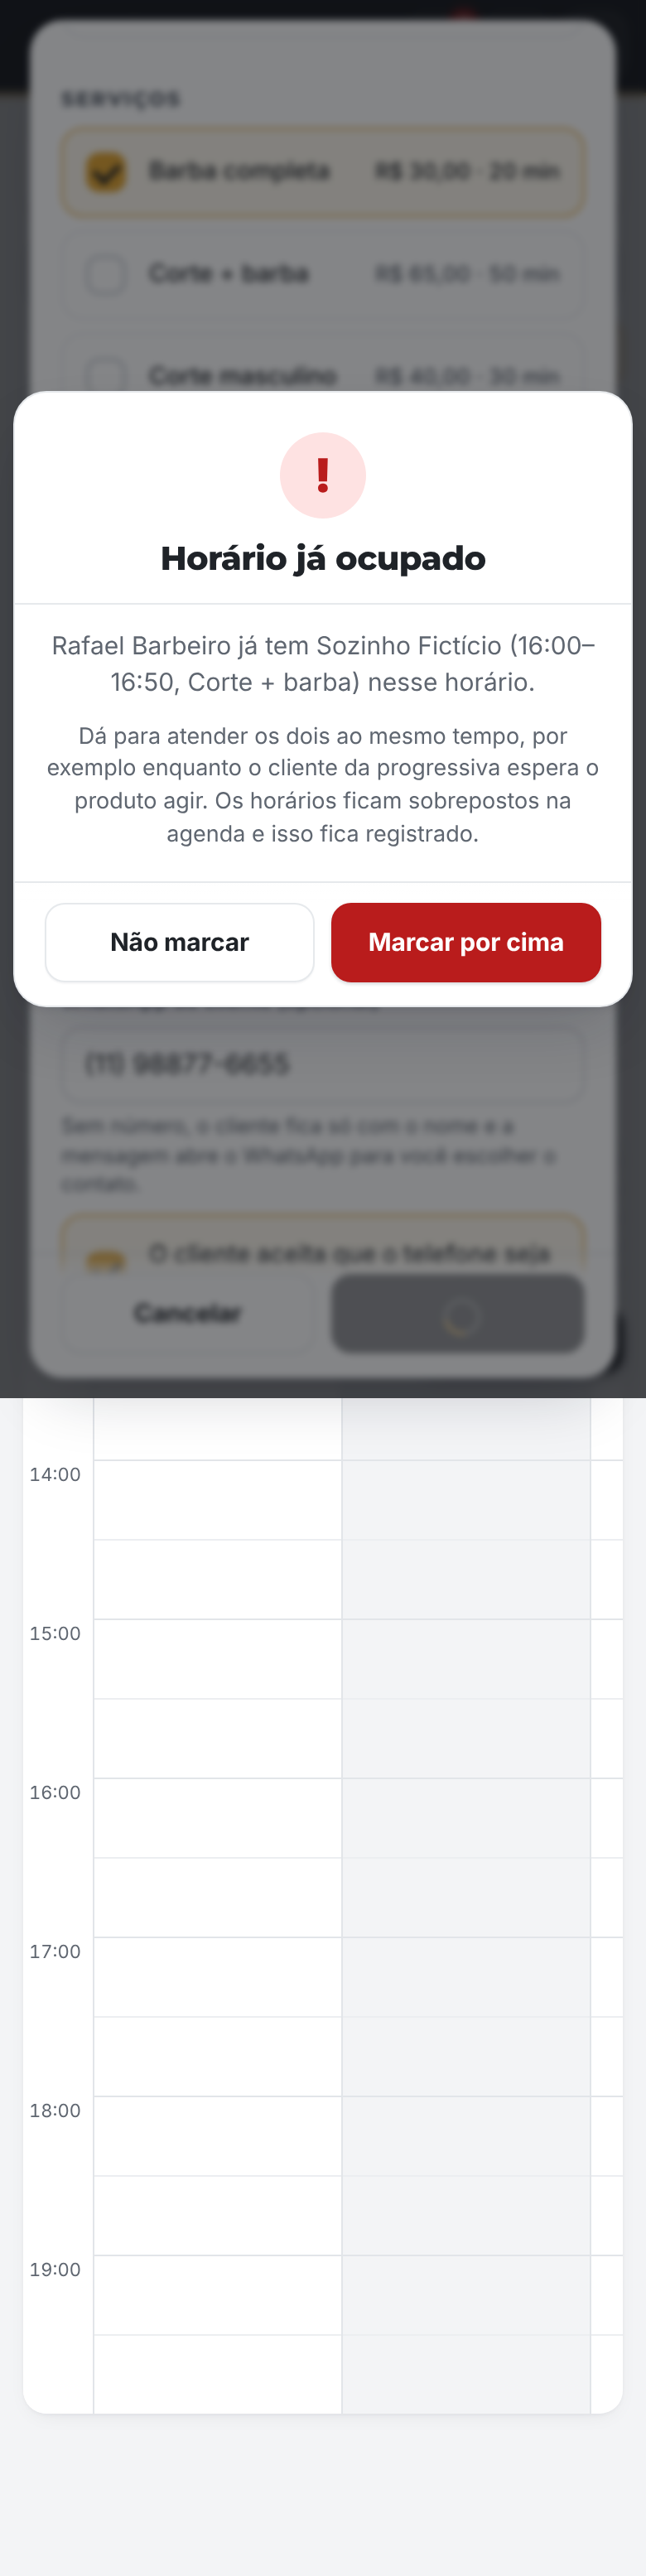 SERVIÇOS
Barba completa R$ 30,00 · 20 min
Corte + barba R$ 65,00 · 50 min
Corte masculino R$ 40,00 · 30 min
!
Horário já ocupado
Rafael Barbeiro já tem Sozinho Fictício (16:00–
16:50, Corte + barba) nesse horário.
Dá para atender os dois ao mesmo tempo, por
exemplo enquanto o cliente da progressiva espera o
produto agir. Os horários ficam sobrepostos na
agenda e isso fica registrado.
Não marcar
Marcar por cima
(11) 98877-6655
Sem número, o cliente fica só com o nome e a
mensagem abre o WhatsApp para você escolher o
contato.
O cliente aceita que o telefone seja
Cancelar
14:00
15:00
16:00
17:00
18:00
19:00